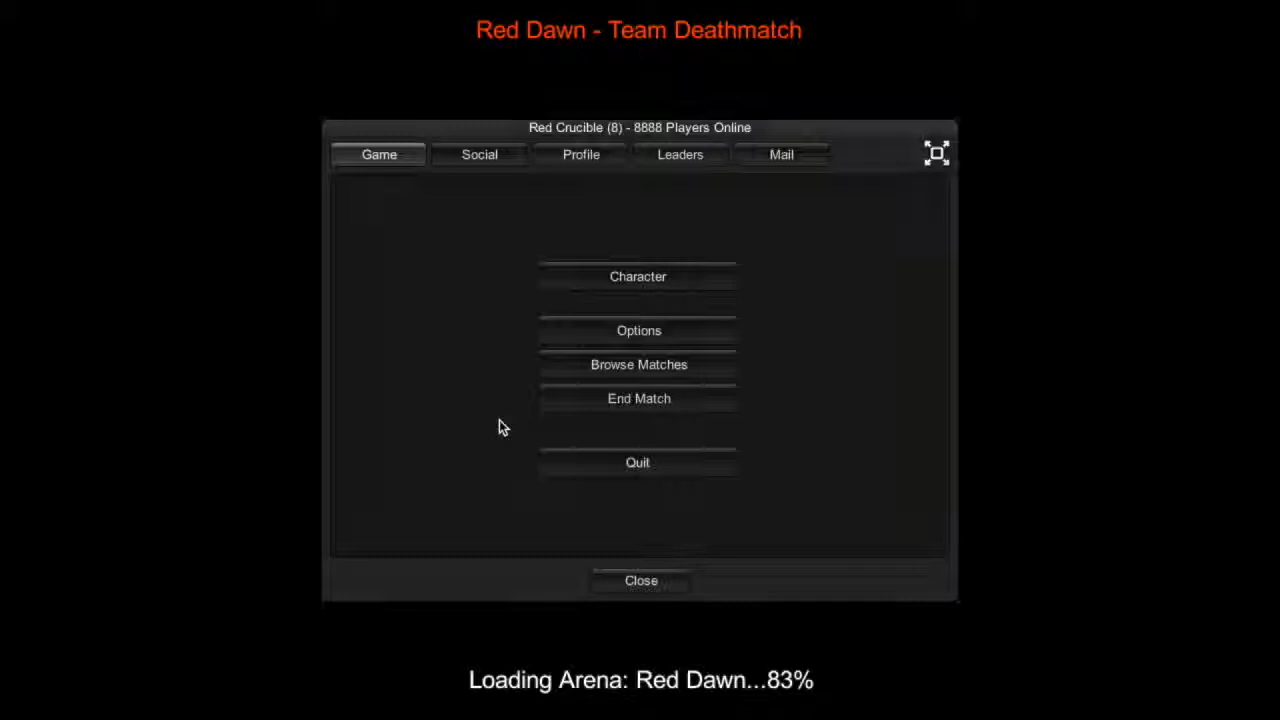 Red Dawn - Team Deathmatch
Red Crucible (8) - 8888 Players Online
Game Social Profile Leaders Mail
Character
Options
Browse Matches
End Match
Quit
Close
Loading Arena: Red Dawn...83%